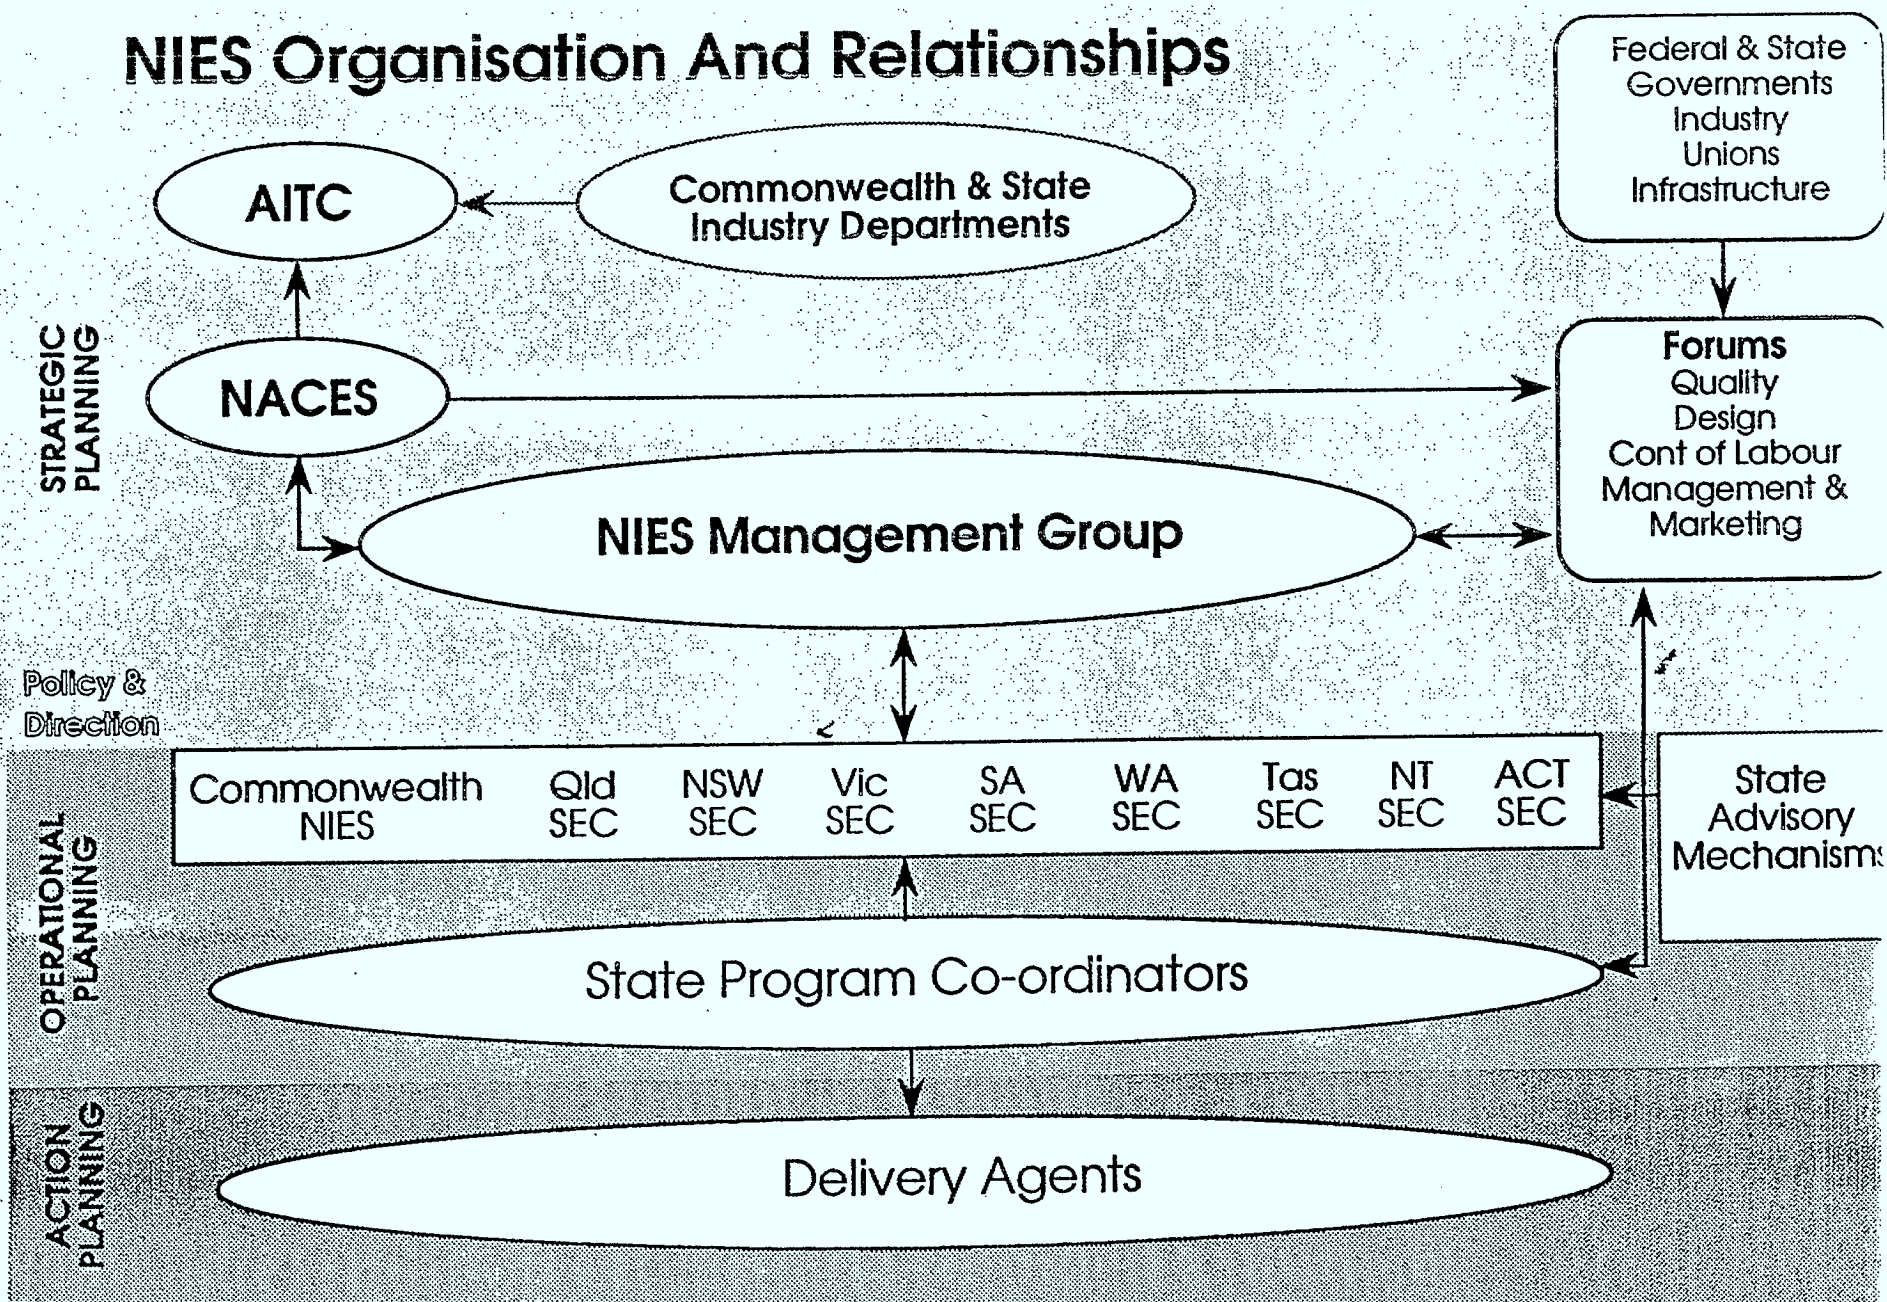 NIES Organisation And Relationships
Federal & State
Governments
Industry
Unions
Infrastructure
AITC
Commonwealth & State
Industry Departments
STRATEGIC
PLANNING
NACES
Forums
Quality
Design
Cont of Labour
Management &
Marketing
NIES Management Group
Policy &
Direction
OPERATIONAL
PLANNING
Commonwealth
NIES
Qld
SEC
NSW
SEC
Vic
SEC
SA
SEC
WA
SEC
Tas
SEC
NT
SEC
ACT
SEC
State
Advisory
Mechanisms
State Program Co-ordinators
ACTION
PLANNING
Delivery Agents